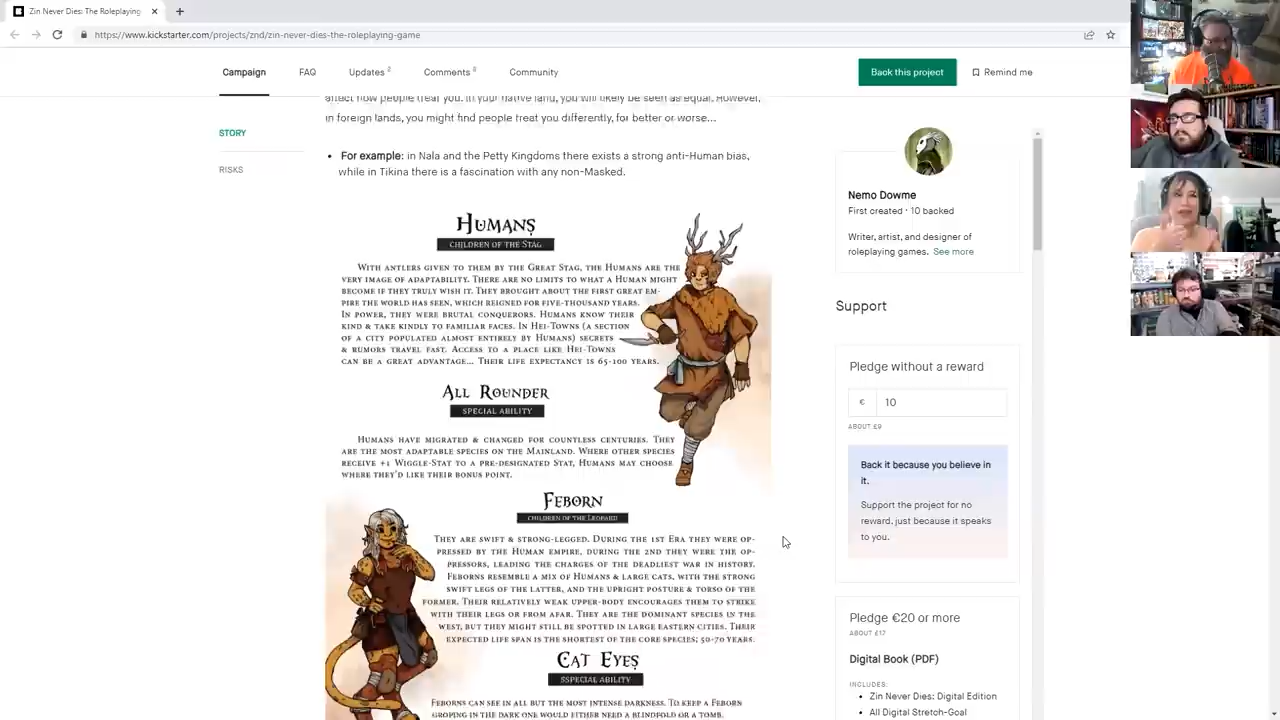 Zin Never Dies: The Roleplaying
https://www.kickstarter.com/projects/znd/zin-never-dies-the-roleplaying-game
Campaign
FAQ
Updates 2
Comments 8
Community
Back this project
Remind me
STORY
RISKS
affect how people treat you. In your native land, you will likely be seen as equal. However,
in foreign lands, you might find people treat you differently, for better or worse...
• For example: in Nala and the Petty Kingdoms there exists a strong anti-Human bias,
while in Tikina there is a fascination with any non-Masked.
Humans
CHILDREN OF THE STAG
With antlers given to them by the Great Stag, the Humans are the
very image of adaptability. There are no limits to what a Human might
become if they truly wish it. They brought about the first great em-
pire the world has seen, which reigned for five-thousand years.
In power, they were brutal conquerors. Humans know their
kind & take kindly to familiar faces. In Hei-Towns (a section
of a city populated almost entirely by Humans) secrets
& rumors travel fast. Access to a place like Hei-Towns
can be a great advantage... Their life expectancy is 65-100 years.
All Rounder
SPECIAL ABILITY
Humans have migrated & changed for countless centuries. They
are the most adaptable species on the Mainland. Where other species
receive +1 Wiggle-Stat to a pre-designated Stat, Humans may choose
where they'd like their bonus point.
Feborn
CHILDREN OF THE LEOPARD
They are swift & strong-legged. During the 1st Era they were op-
pressed by the Human empire, during the 2nd they were the op-
pressors, leading the charges of the deadliest war in history.
Feborns resemble a mix of Humans & large cats, with the strong
swift legs of the latter, and the upright posture & torso of the
former. Their relatively weak upper-body encourages them to strike
with their legs or from afar. They are the dominant species in the
West, but they might still be spotted in large eastern cities. Their
expected life span is the shortest of the core species; 50-70 years.
Cat Eyes
SSPECIAL ABILITY
Feborns can see in all but the most intense darkness. To keep a Feborn
groping in the dark one would either need a blindfold or a tomb.
Nemo Dowme
First created · 10 backed
Writer, artist, and designer of
roleplaying games. See more
Support
Pledge without a reward
€ 10
ABOUT £9
Back it because you believe in
it.
Support the project for no
reward, just because it speaks
to you.
Pledge €20 or more
ABOUT £17
Digital Book (PDF)
INCLUDES:
• Zin Never Dies: Digital Edition
• All Digital Stretch-Goal